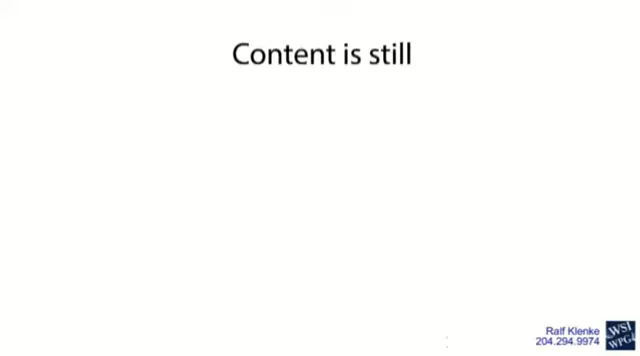 Content is still
Ralf Klenke
204.294.9974
WSI
WPG